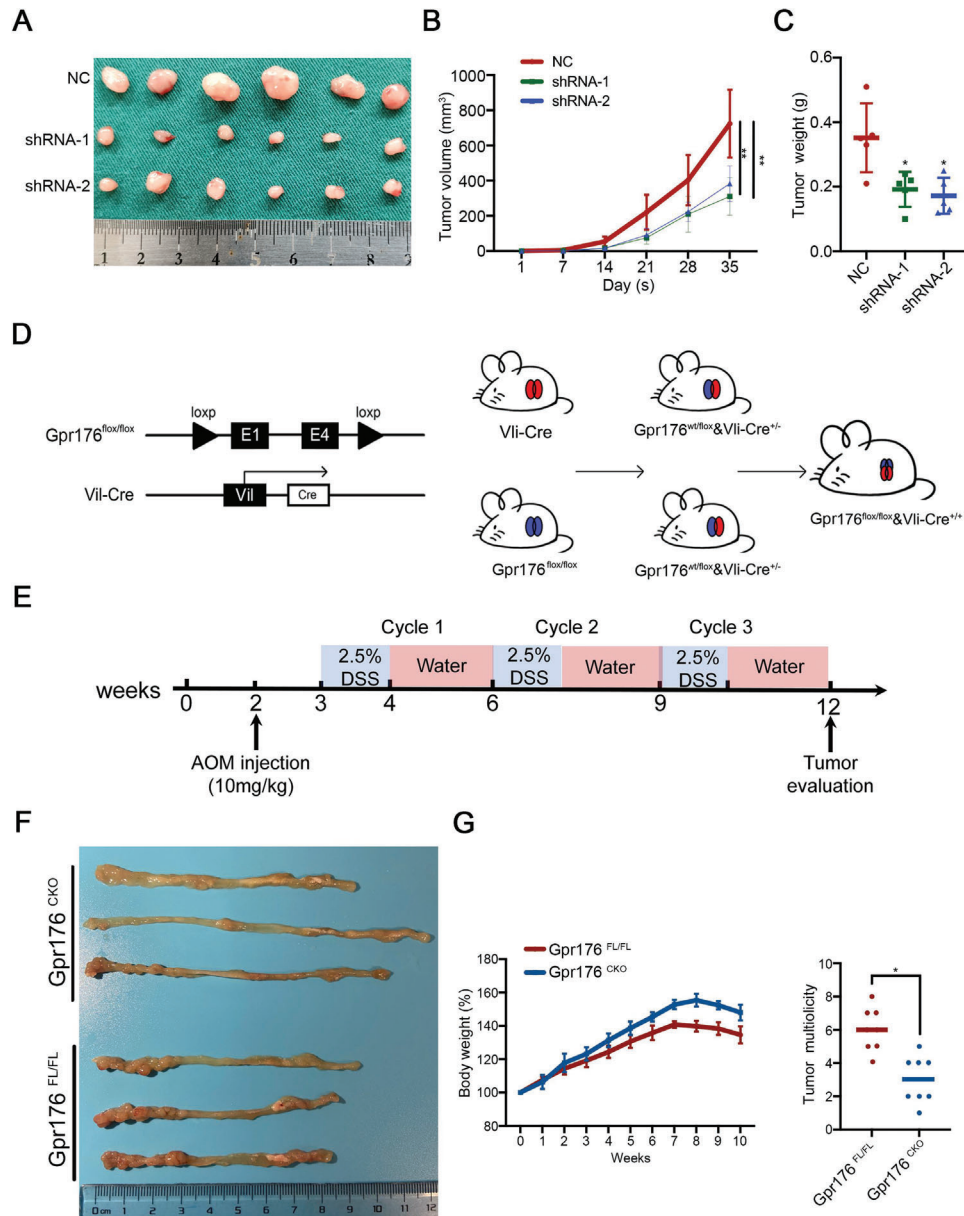 A
NC
shRNA-1
shRNA-2
1 2 3 4 5 6 7 8
B
NC
shRNA-1
shRNA-2
Tumor volume (mm³)
1000
800
600
400
200
0
**
**
1 7 14 21 28 35
Day (s)
C
Tumor weight (g)
0.6
0.4
0.2
0.0
* *
NC
shRNA-1
shRNA-2
D
loxp loxp
Gpr176flox/flox E1 E4
Vil-Cre Vil Cre
Vli-Cre
Gpr176wt/flox&Vli-Cre+/-
Gpr176flox/flox
Gpr176wt/flox&Vli-Cre+/-
Gpr176flox/flox&Vli-Cre+/+
E
Cycle 1 Cycle 2 Cycle 3
2.5% DSS Water 2.5% DSS Water 2.5% DSS Water
weeks
0 2 3 4 6 9 12
AOM injection
(10mg/kg)
Tumor
evaluation
F
Gpr176 CKO
Gpr176 FL/FL
0cm 1 2 3 4 5 6 7 8 9 10 11 12
G
Gpr176 FL/FL
Gpr176 CKO
Body weight (%)
180
160
140
120
100
80
0 1 2 3 4 5 6 7 8 9 10
Weeks
Tumor multiolicity
10
8
6
4
2
0
*
Gpr176 FL/FL
Gpr176 CKO